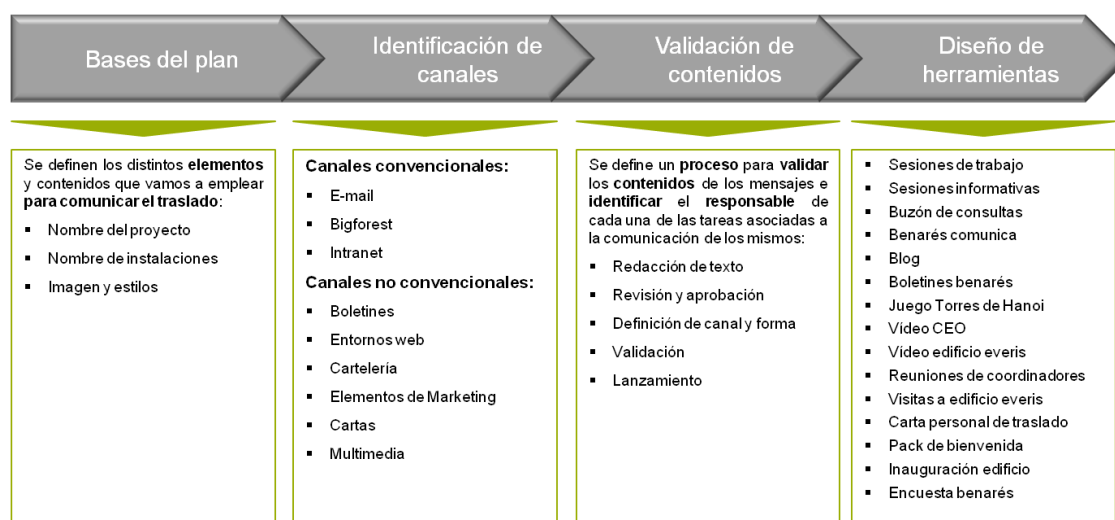 Bases del plan
Identificación de
canales
Validación de
contenidos
Diseño de
herramientas
Se definen los distintos elementos
y contenidos que vamos a emplear
para comunicar el traslado:
▪ Nombre del proyecto
▪ Nombre de instalaciones
▪ Imagen y estilos
Canales convencionales:
▪ E-mail
▪ Bigforest
▪ Intranet
Canales no convencionales:
▪ Boletines
▪ Entornos web
▪ Cartelería
▪ Elementos de Marketing
▪ Cartas
▪ Multimedia
Se define un proceso para validar
los contenidos de los mensajes e
identificar el responsable de
cada una de las tareas asociadas a
la comunicación de los mismos:
▪ Redacción de texto
▪ Revisión y aprobación
▪ Definición de canal y forma
▪ Validación
▪ Lanzamiento
▪ Sesiones de trabajo
▪ Sesiones informativas
▪ Buzón de consultas
▪ Benarés comunica
▪ Blog
▪ Boletines benarés
▪ Juego Torres de Hanoi
▪ Vídeo CEO
▪ Vídeo edificio everis
▪ Reuniones de coordinadores
▪ Visitas a edificio everis
▪ Carta personal de traslado
▪ Pack de bienvenida
▪ Inauguración edificio
▪ Encuesta benarés